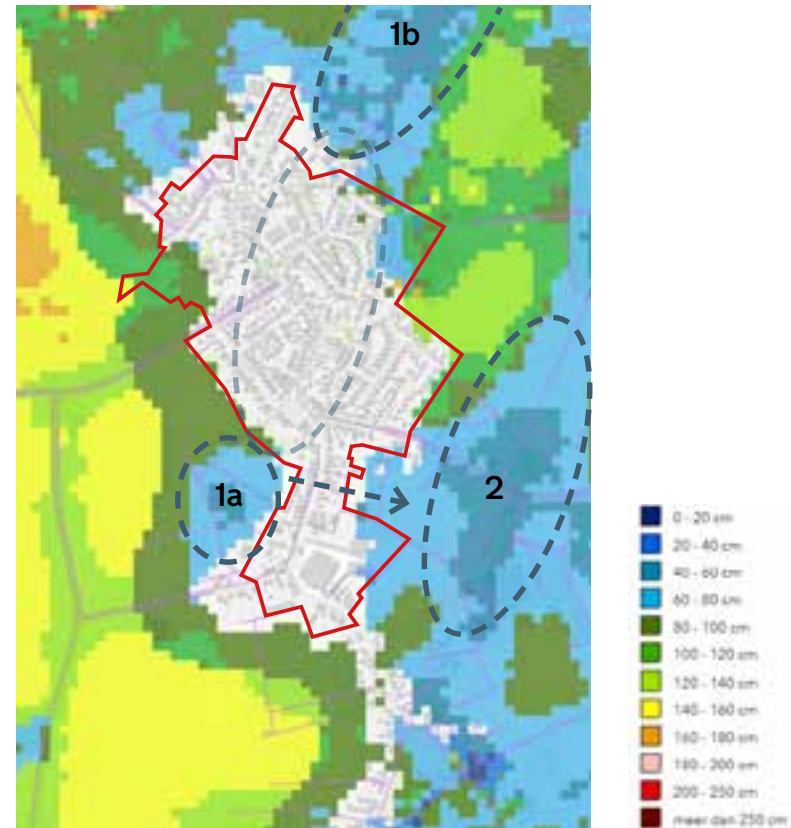 1b
1a
2
0 - 20 cm
20 - 40 cm
40 - 60 cm
60 - 80 cm
80 - 100 cm
100 - 120 cm
120 - 140 cm
140 - 160 cm
160 - 180 cm
180 - 200 cm
200 - 250 cm
meer dan 250 cm